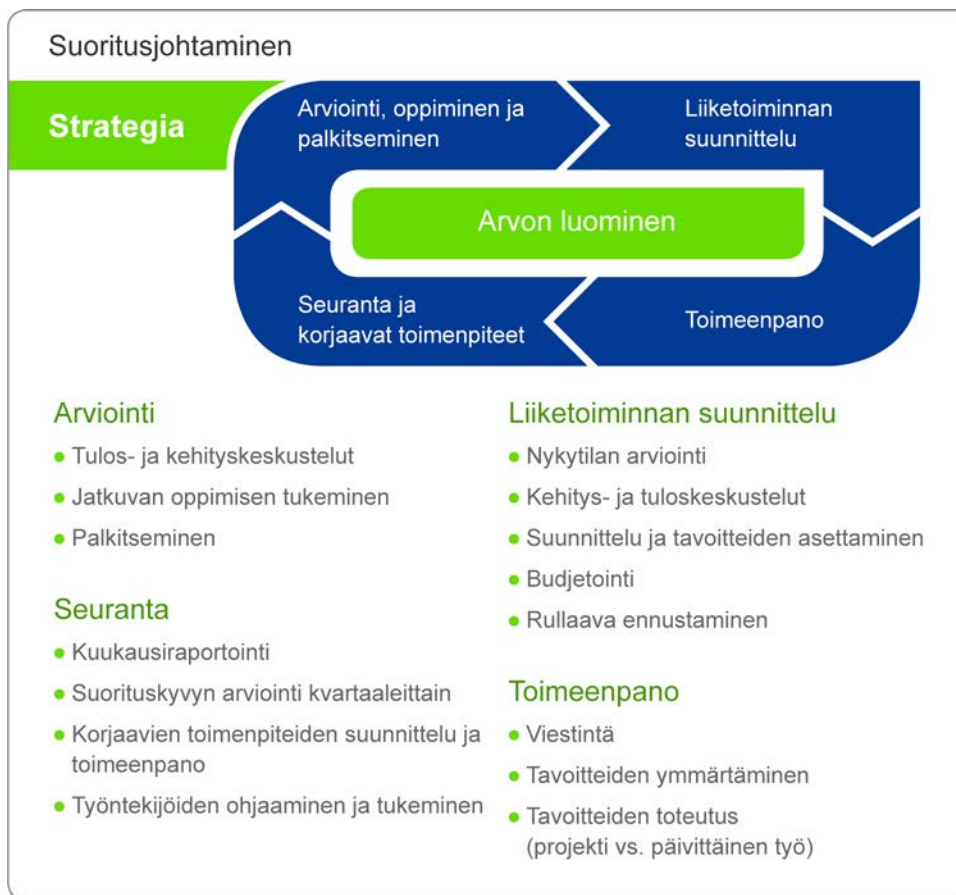 Suoritusjohtaminen
Strategia
Arviointi, oppiminen ja
palkitseminen
Liiketoiminnan
suunnittelu
Arvon luominen
Seuranta ja
korjaavat toimenpiteet
Toimeenpano
Arviointi
• Tulos- ja kehityskeskustelut
• Jatkuvan oppimisen tukeminen
• Palkitseminen
Seuranta
• Kuukausiraportointi
• Suorituskyvyn arviointi kvartaaleittain
• Korjaavien toimenpiteiden suunnittelu ja
toimeenpano
• Työntekijöiden ohjaaminen ja tukeminen
Liiketoiminnan suunnittelu
• Nykytilan arviointi
• Kehitys- ja tuloskeskustelut
• Suunnittelu ja tavoitteiden asettaminen
• Budjetointi
• Rullaava ennustaminen
Toimeenpano
• Viestintä
• Tavoitteiden ymmärtäminen
• Tavoitteiden toteutus
(projekti vs. päivittäinen työ)